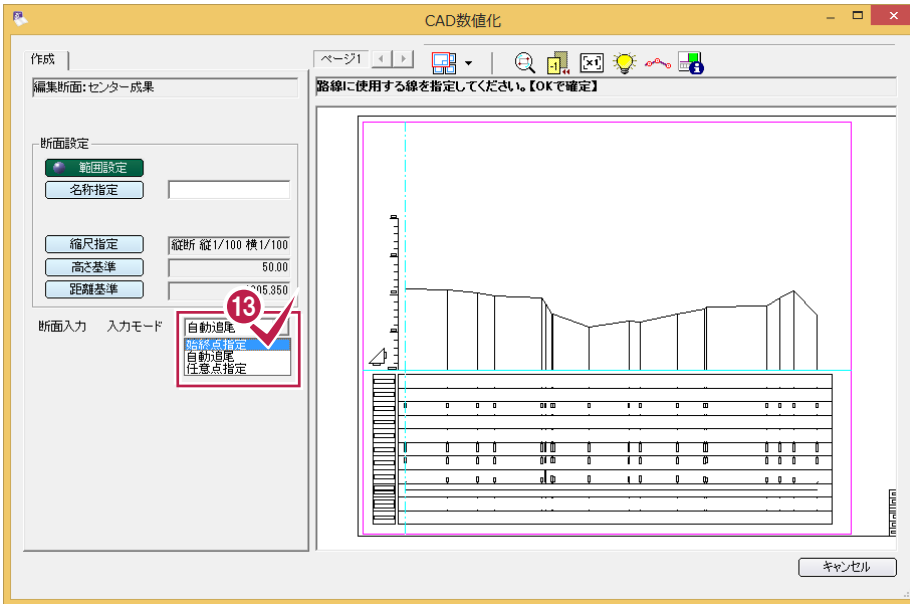 CAD数値化
作成
ページ1
編集断面:センター成果
路線に使用する線を指定してください。【OKで確定】
断面設定
範囲設定
名称指定
縮尺指定
縦断 縦1/100 横1/100
高さ基準
50.00
距離基準
205.350
断面入力 入力モード
自動追尾
始終点指定
自動追尾
任意点指定
13
キャンセル